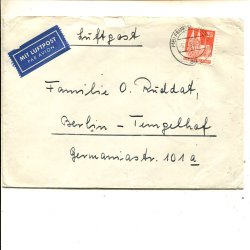 Luftpost
MIT LUFTPOST
PAR AVION
Familie O. Ruddat,
Berlin - Tempelhof
Germaniastr. 101 a